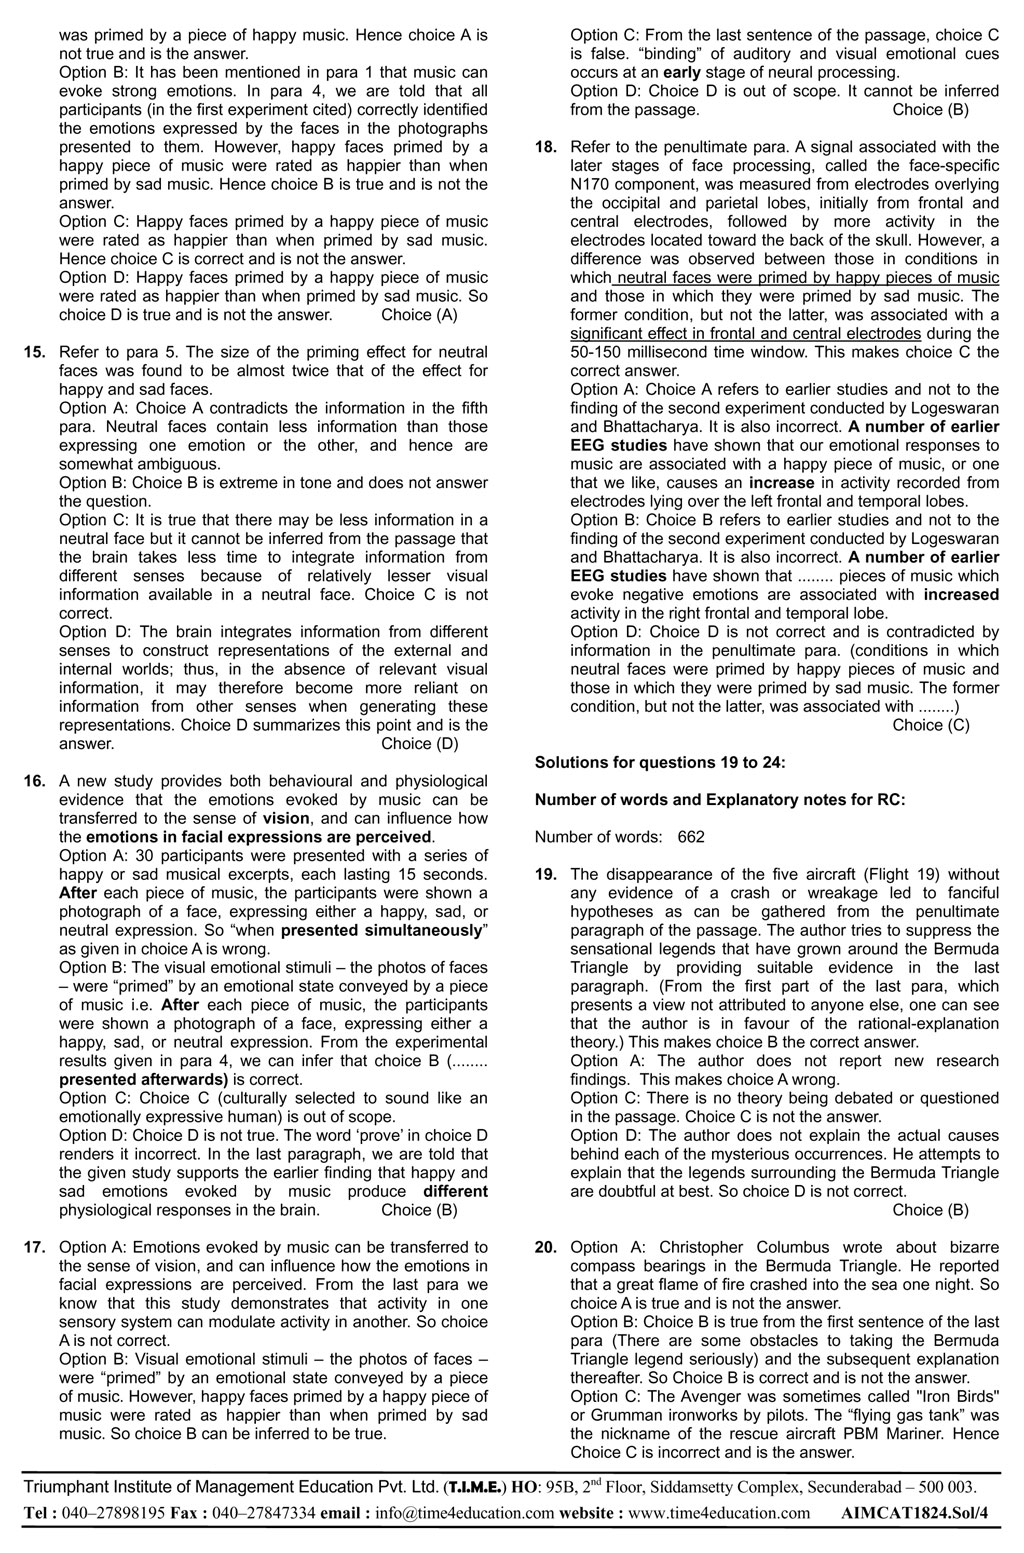 was primed by a piece of happy music. Hence choice A is
not true and is the answer.
Option B: It has been mentioned in para 1 that music can
evoke strong emotions. In para 4, we are told that all
participants (in the first experiment cited) correctly identified
the emotions expressed by the faces in the photographs
presented to them. However, happy faces primed by a
happy piece of music were rated as happier than when
primed by sad music. Hence choice B is true and is not the
answer.
Option C: Happy faces primed by a happy piece of music
were rated as happier than when primed by sad music.
Hence choice C is correct and is not the answer.
Option D: Happy faces primed by a happy piece of music
were rated as happier than when primed by sad music. So
choice D is true and is not the answer. Choice (A)
15. Refer to para 5. The size of the priming effect for neutral
faces was found to be almost twice that of the effect for
happy and sad faces.
Option A: Choice A contradicts the information in the fifth
para. Neutral faces contain less information than those
expressing one emotion or the other, and hence are
somewhat ambiguous.
Option B: Choice B is extreme in tone and does not answer
the question.
Option C: It is true that there may be less information in a
neutral face but it cannot be inferred from the passage that
the brain takes less time to integrate information from
different senses because of relatively lesser visual
information available in a neutral face. Choice C is not
correct.
Option D: The brain integrates information from different
senses to construct representations of the external and
internal worlds; thus, in the absence of relevant visual
information, it may therefore become more reliant on
information from other senses when generating these
representations. Choice D summarizes this point and is the
answer. Choice (D)
16. A new study provides both behavioural and physiological
evidence that the emotions evoked by music can be
transferred to the sense of vision, and can influence how
the emotions in facial expressions are perceived.
Option A: 30 participants were presented with a series of
happy or sad musical excerpts, each lasting 15 seconds.
After each piece of music, the participants were shown a
photograph of a face, expressing either a happy, sad, or
neutral expression. So “when presented simultaneously”
as given in choice A is wrong.
Option B: The visual emotional stimuli – the photos of faces
– were “primed” by an emotional state conveyed by a piece
of music i.e. After each piece of music, the participants
were shown a photograph of a face, expressing either a
happy, sad, or neutral expression. From the experimental
results given in para 4, we can infer that choice B (........
presented afterwards) is correct.
Option C: Choice C (culturally selected to sound like an
emotionally expressive human) is out of scope.
Option D: Choice D is not true. The word ‘prove’ in choice D
renders it incorrect. In the last paragraph, we are told that
the given study supports the earlier finding that happy and
sad emotions evoked by music produce different
physiological responses in the brain. Choice (B)
17. Option A: Emotions evoked by music can be transferred to
the sense of vision, and can influence how the emotions in
facial expressions are perceived. From the last para we
know that this study demonstrates that activity in one
sensory system can modulate activity in another. So choice
A is not correct.
Option B: Visual emotional stimuli – the photos of faces –
were “primed” by an emotional state conveyed by a piece
of music. However, happy faces primed by a happy piece of
music were rated as happier than when primed by sad
music. So choice B can be inferred to be true.
Option C: From the last sentence of the passage, choice C
is false. “binding” of auditory and visual emotional cues
occurs at an early stage of neural processing.
Option D: Choice D is out of scope. It cannot be inferred
from the passage. Choice (B)
18. Refer to the penultimate para. A signal associated with the
later stages of face processing, called the face-specific
N170 component, was measured from electrodes overlying
the occipital and parietal lobes, initially from frontal and
central electrodes, followed by more activity in the
electrodes located toward the back of the skull. However, a
difference was observed between those in conditions in
which neutral faces were primed by happy pieces of music
and those in which they were primed by sad music. The
former condition, but not the latter, was associated with a
significant effect in frontal and central electrodes during the
50-150 millisecond time window. This makes choice C the
correct answer.
Option A: Choice A refers to earlier studies and not to the
finding of the second experiment conducted by Logeswaran
and Bhattacharya. It is also incorrect. A number of earlier
EEG studies have shown that our emotional responses to
music are associated with a happy piece of music, or one
that we like, causes an increase in activity recorded from
electrodes lying over the left frontal and temporal lobes.
Option B: Choice B refers to earlier studies and not to the
finding of the second experiment conducted by Logeswaran
and Bhattacharya. It is also incorrect. A number of earlier
EEG studies have shown that ........ pieces of music which
evoke negative emotions are associated with increased
activity in the right frontal and temporal lobe.
Option D: Choice D is not correct and is contradicted by
information in the penultimate para. (conditions in which
neutral faces were primed by happy pieces of music and
those in which they were primed by sad music. The former
condition, but not the latter, was associated with ........)
Choice (C)
Solutions for questions 19 to 24:
Number of words and Explanatory notes for RC:
Number of words: 662
19. The disappearance of the five aircraft (Flight 19) without
any evidence of a crash or wreakage led to fanciful
hypotheses as can be gathered from the penultimate
paragraph of the passage. The author tries to suppress the
sensational legends that have grown around the Bermuda
Triangle by providing suitable evidence in the last
paragraph. (From the first part of the last para, which
presents a view not attributed to anyone else, one can see
that the author is in favour of the rational-explanation
theory.) This makes choice B the correct answer.
Option A: The author does not report new research
findings. This makes choice A wrong.
Option C: There is no theory being debated or questioned
in the passage. Choice C is not the answer.
Option D: The author does not explain the actual causes
behind each of the mysterious occurrences. He attempts to
explain that the legends surrounding the Bermuda Triangle
are doubtful at best. So choice D is not correct.
Choice (B)
20. Option A: Christopher Columbus wrote about bizarre
compass bearings in the Bermuda Triangle. He reported
that a great flame of fire crashed into the sea one night. So
choice A is true and is not the answer.
Option B: Choice B is true from the first sentence of the last
para (There are some obstacles to taking the Bermuda
Triangle legend seriously) and the subsequent explanation
thereafter. So Choice B is correct and is not the answer.
Option C: The Avenger was sometimes called "Iron Birds"
or Grumman ironworks by pilots. The “flying gas tank” was
the nickname of the rescue aircraft PBM Mariner. Hence
Choice C is incorrect and is the answer.
Triumphant Institute of Management Education Pvt. Ltd. (T.I.M.E.) HO: 95B, 2nd Floor, Siddamsetty Complex, Secunderabad – 500 003.
Tel : 040–27898195 Fax : 040–27847334 email : info@time4education.com website : www.time4education.com AIMCAT1824.Sol/4